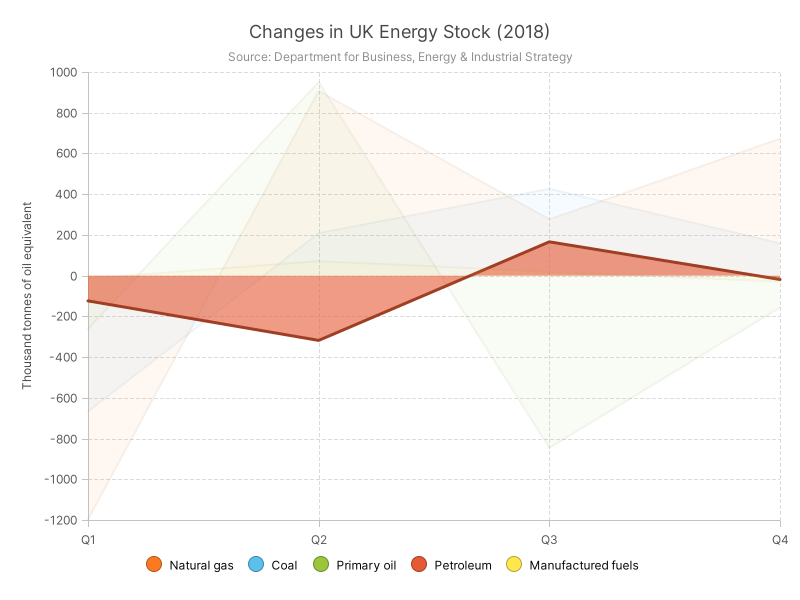 Changes in UK Energy Stock (2018)
Source: Department for Business, Energy & Industrial Strategy
Thousand tonnes of oil equivalent
1000
800
600
400
200
0
-200
-400
-600
-800
-1000
-1200
Q1 Q2 Q3 Q4
Natural gas Coal Primary oil Petroleum Manufactured fuels